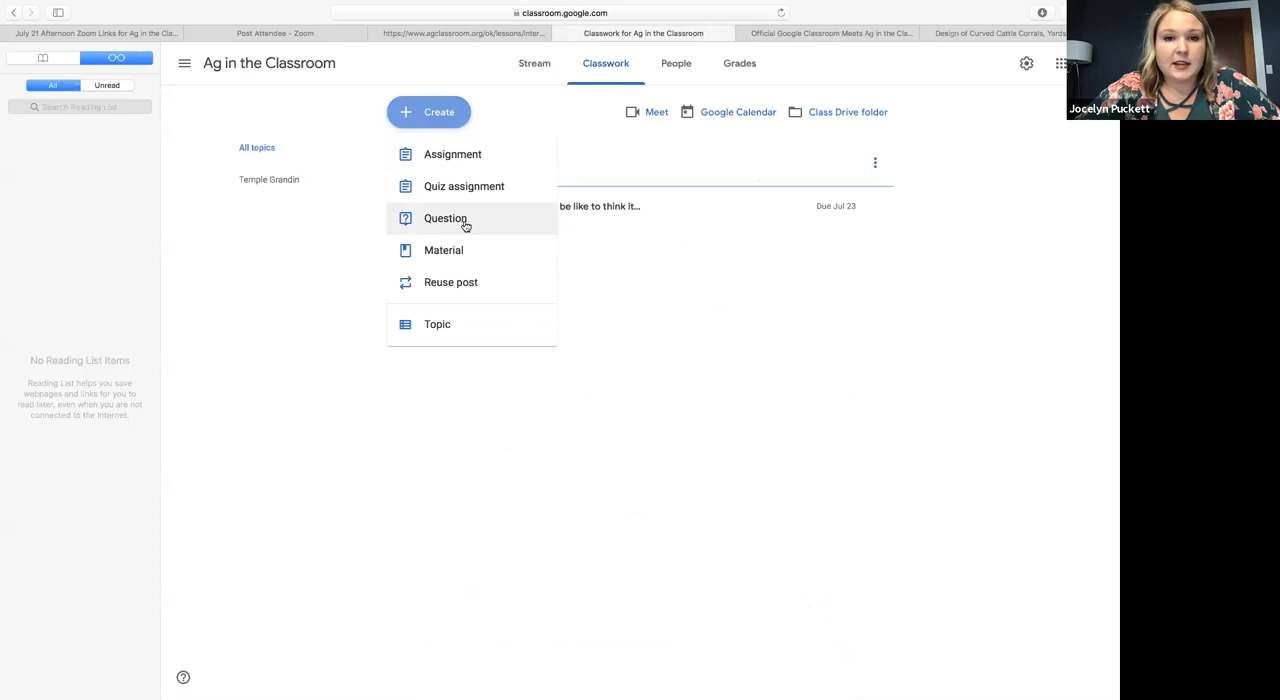 classroom.google.com
July 21 Afternoon Zoom Links for Ag in the Cla...
Post Attendee - Zoom
https://www.agclassroom.org/ok/lessons/inter...
Classwork for Ag in the Classroom
Official Google Classroom Meets Ag in the Cla...
Design of Curved Cattle Corrals, Yards
Jocelyn Puckett
All
Unread
Search Reading List
No Reading List Items
Reading List helps you save
webpages and links for you to
read later, even when you are not
connected to the Internet.
Ag in the Classroom
Stream
Classwork
People
Grades
+ Create
Meet
Google Calendar
Class Drive folder
All topics
Temple Grandin
Assignment
Quiz assignment
Question
Material
Reuse post
Topic
be like to think it...
Due Jul 23